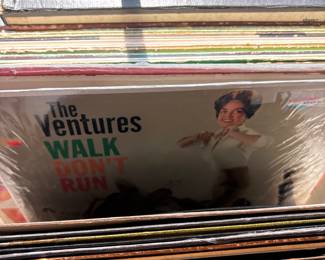 The
Ventures
WALK
DON'T
RUN